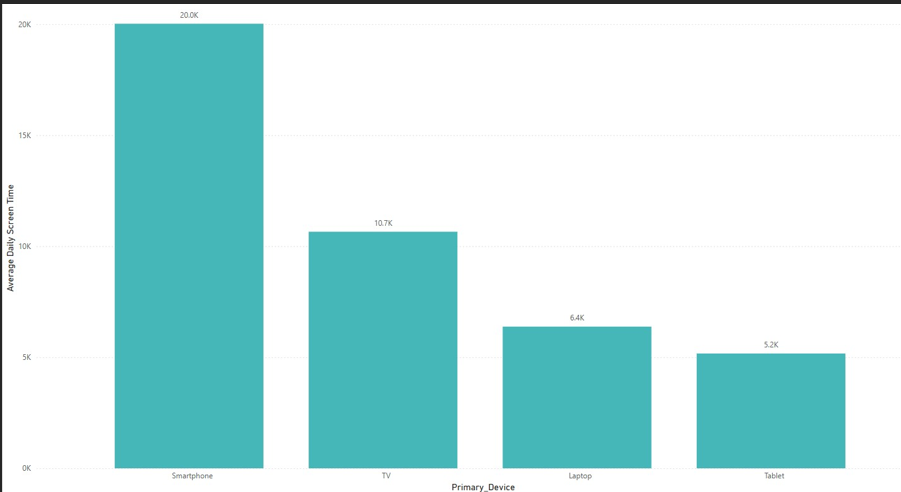 20.0K
20K
15K
10.7K
10K
6.4K
5.2K
5K
0K
Average Daily Screen Time
Smartphone
TV
Laptop
Tablet
Primary_Device